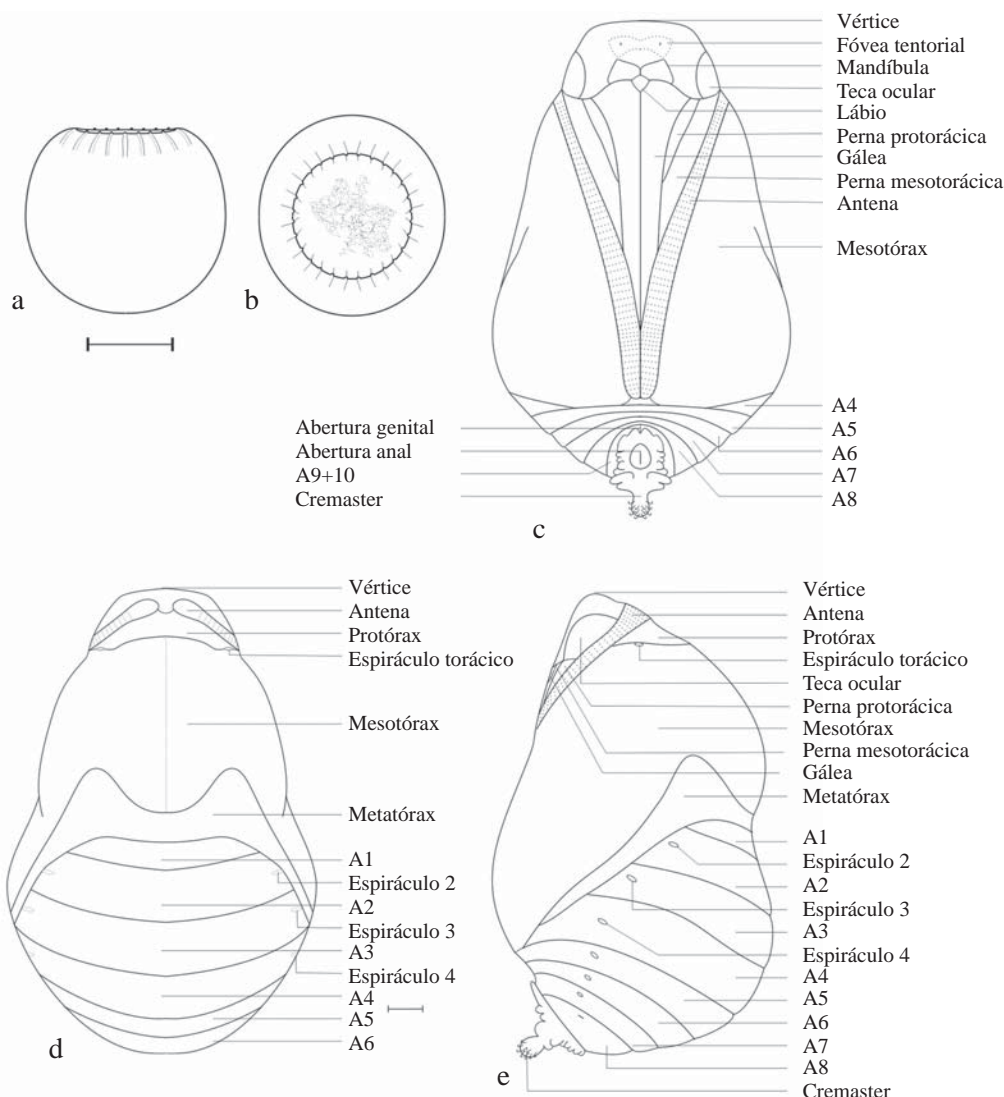 a
b
Vértice
Fóvea tentorial
Mandíbula
Teca ocular
Lábio
Perna protorácica
Gálea
Perna mesotorácica
Antena
Mesotórax
A4
A5
A6
A7
A8
Abertura genital
Abertura anal
A9+10
Cremaster
c
Vértice
Antena
Protórax
Espiráculo torácico
Mesotórax
Metatórax
A1
Espiráculo 2
A2
Espiráculo 3
A3
Espiráculo 4
A4
A5
A6
d
Vértice
Antena
Protórax
Espiráculo torácico
Teca ocular
Perna protorácica
Mesotórax
Perna mesotorácica
Gálea
Metatórax
A1
Espiráculo 2
A2
Espiráculo 3
A3
Espiráculo 4
A4
A5
A6
A7
A8
Cremaster
e